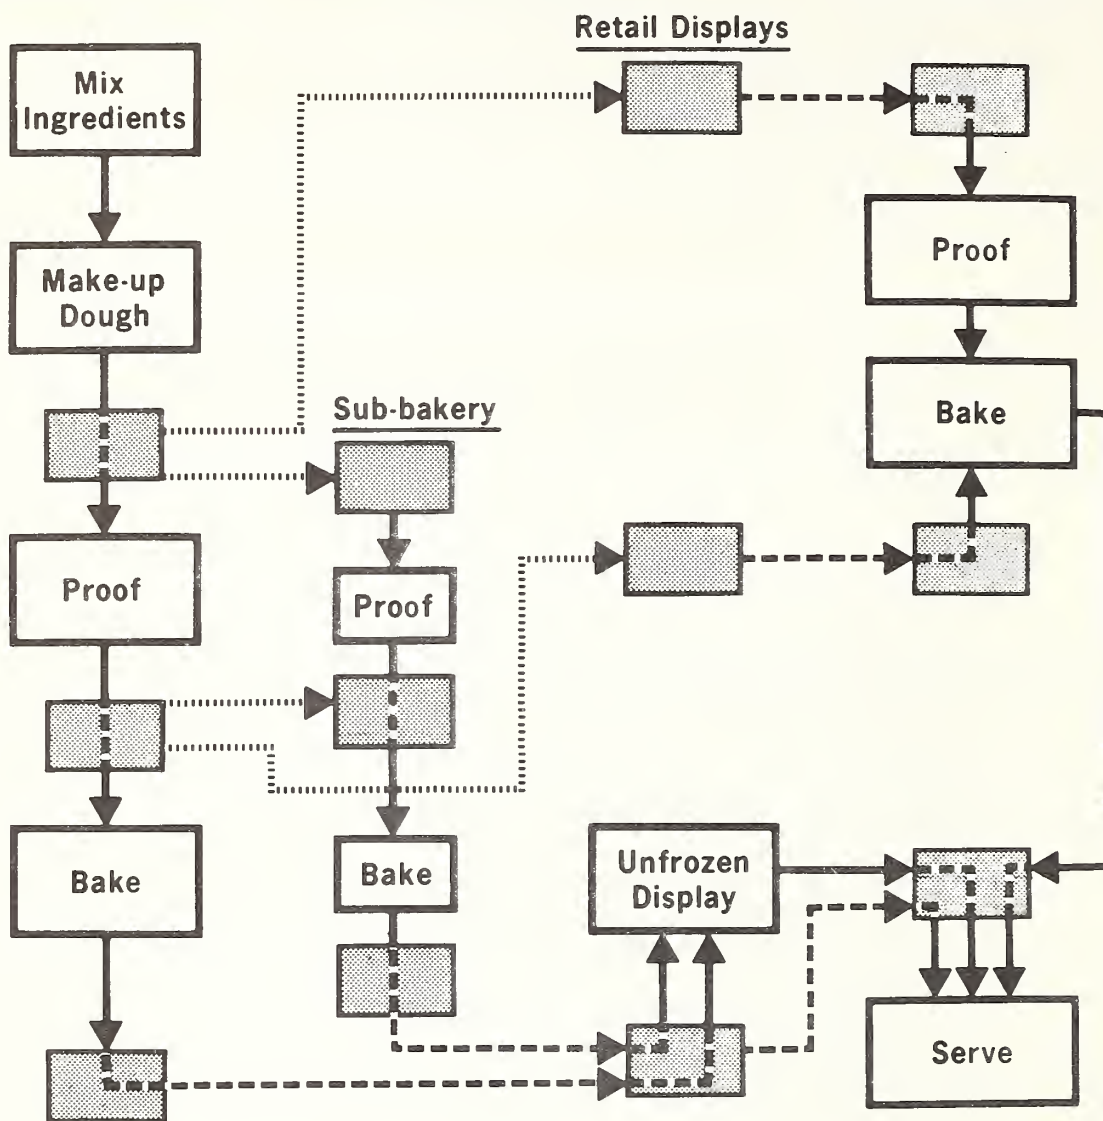 Retail Displays
Mix
Ingredients
Make-up
Dough
Proof
Bake
Sub-bakery
Proof
Bake
Proof
Bake
Unfrozen
Display
Serve